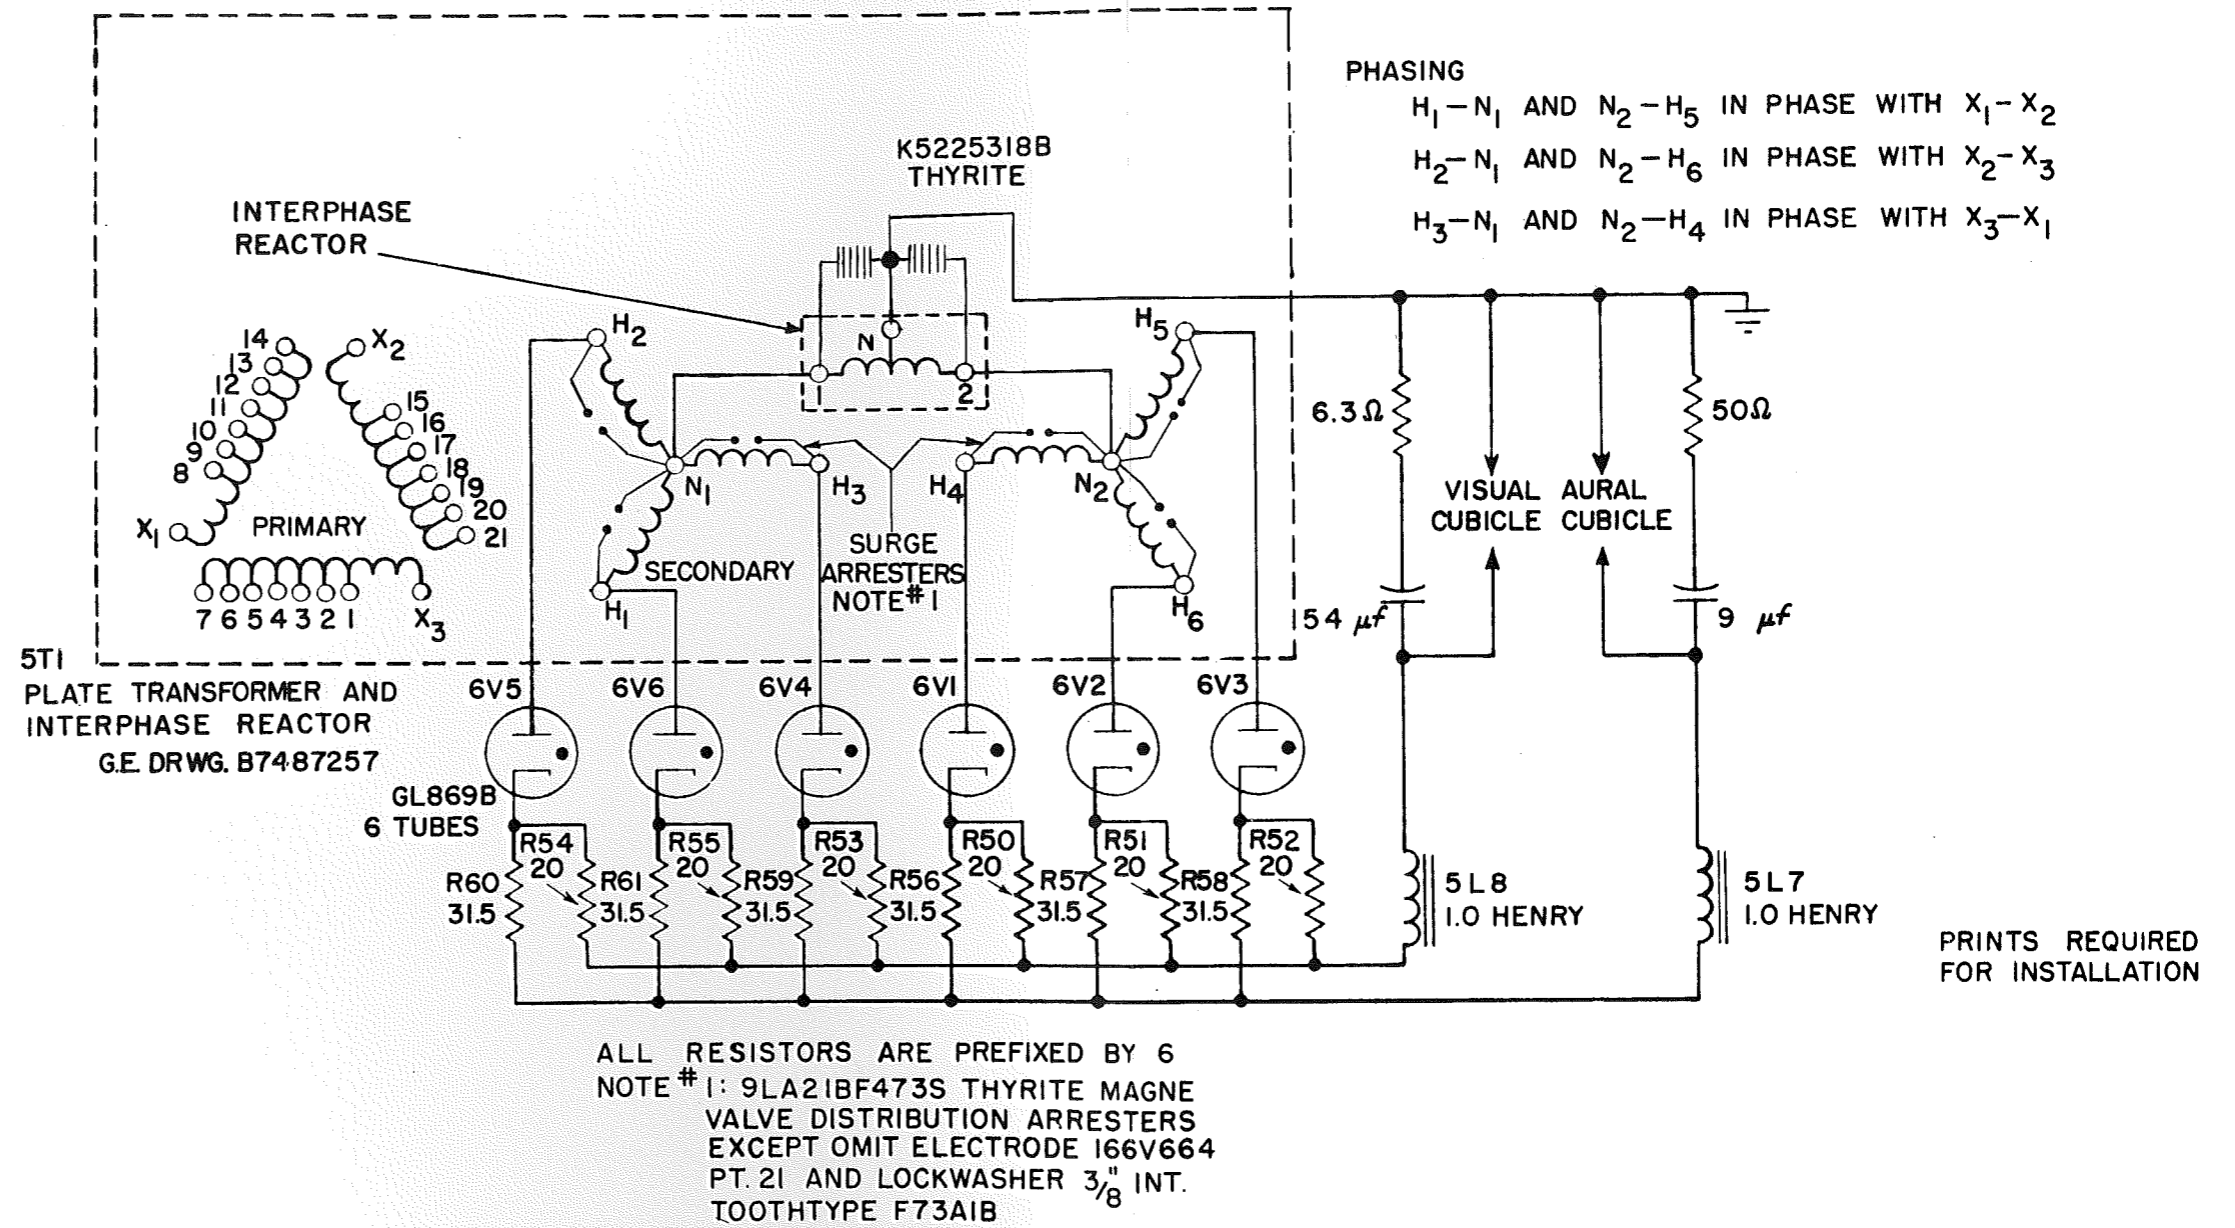 PHASING
H1–N1 AND N2–H5 IN PHASE WITH X1–X2
H2–N1 AND N2–H6 IN PHASE WITH X2–X3
H3–N1 AND N2–H4 IN PHASE WITH X3–X1
K5225318B
THYRITE
INTERPHASE
REACTOR
N
1
2
H2
H5
14
13
12
11
10
9
8
X2
15
16
17
18
19
20
21
X1
PRIMARY
7 6 5 4 3 2 1
X3
N1
H3
H4
N2
H1
SECONDARY
SURGE
ARRESTERS
NOTE #1
H6
6.3Ω
50Ω
VISUAL
CUBICLE
AURAL
CUBICLE
54 μf
9 μf
5T1
PLATE TRANSFORMER AND
INTERPHASE REACTOR
G.E. DRWG. B7487257
6V5
6V6
6V4
6V1
6V2
6V3
GL869B
6 TUBES
R54
20
R55
20
R53
20
R50
20
R51
20
R52
20
R60
31.5
R61
31.5
R59
31.5
R56
31.5
R57
31.5
R58
31.5
5L8
1.0 HENRY
5L7
1.0 HENRY
PRINTS REQUIRED
FOR INSTALLATION
ALL RESISTORS ARE PREFIXED BY 6
NOTE #1: 9LA21BF473S THYRITE MAGNE
VALVE DISTRIBUTION ARRESTERS
EXCEPT OMIT ELECTRODE 166V664
PT. 21 AND LOCKWASHER 3/8" INT.
TOOTHTYPE F73A1B